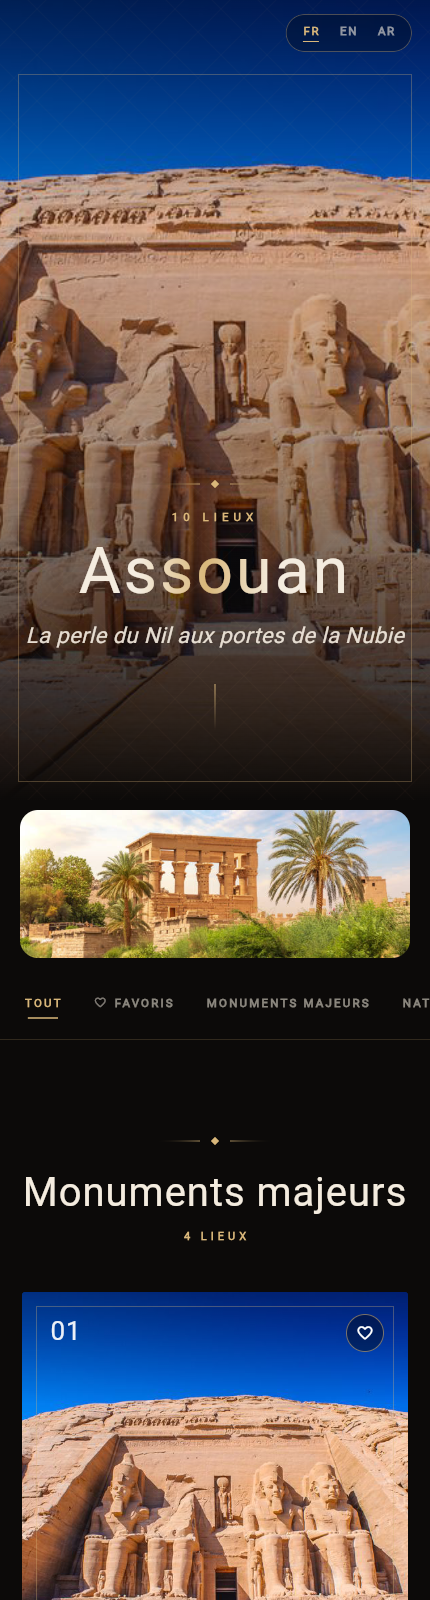 FR EN AR
10 LIEUX
Assouan
La perle du Nil aux portes de la Nubie
TOUT FAVORIS MONUMENTS MAJEURS NAT
Monuments majeurs
4 LIEUX
01